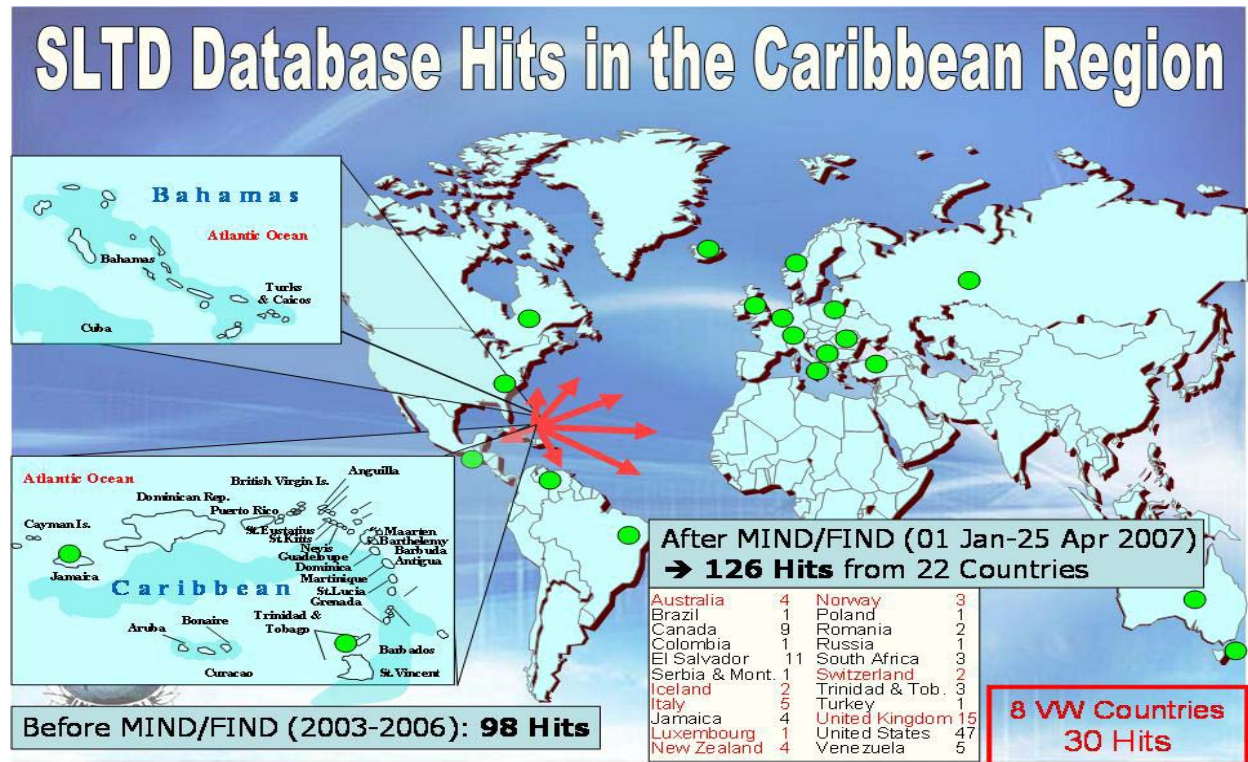 SLTD Database Hits in the Caribbean Region
Bahamas
Atlantic Ocean
Bahamas
Turks
& Caicos
Cuba
Atlantic Ocean
Anguilla
British Virgin Is.
Dominican Rep.
Puerto Rico
Cayman Is.
St.Eustatius
St.Kitts
Maarten
Barthelemy
Nevis
Barbuda
Guadelupe
Antigua
Dominica
Jamaica
Martinique
Caribbean
St.Lucia
Grenada
Trinidad &
Tobago
Bonaire
Aruba
Barbados
Curacao
St.Vincent
Before MIND/FIND (2003-2006): 98 Hits
After MIND/FIND (01 Jan-25 Apr 2007)
→ 126 Hits from 22 Countries
Australia 4 Norway 3
Brazil 1 Poland 1
Canada 9 Romania 2
Colombia 1 Russia 1
El Salvador 11 South Africa 3
Serbia & Mont. 1 Switzerland 2
Iceland 2 Trinidad & Tob. 3
Italy 5 Turkey 1
Jamaica 4 United Kingdom 15
Luxembourg 1 United States 47
New Zealand 4 Venezuela 5
8 VW Countries
30 Hits